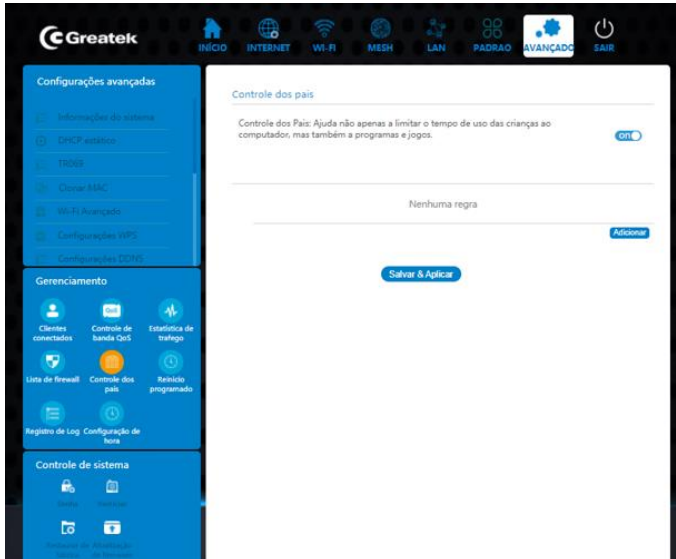 Greatek
INÍCIO INTERNET WI-FI MESH LAN PADRAO AVANÇADO SAIR
Configurações avançadas
Informações do sistema
DHCP estático
TR069
Clonar MAC
Wi-Fi Avançado
Configurações WPS
Configurações DDNS
Gerenciamento
Clientes conectados
QoS
Controle de banda QoS
Estatística de trafego
Lista de firewall
Controle dos pais
Reinício programado
Registro de Log
Configuração de hora
Controle de sistema
Controle dos pais
Controle dos Pais: Ajuda não apenas a limitar o tempo de uso das crianças ao
computador, mas também a programas e jogos.
on
Nenhuma regra
Adicionar
Salvar & Aplicar